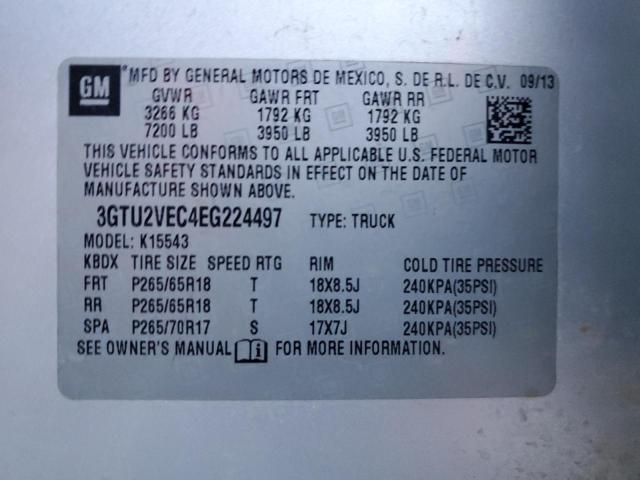 GM *MFD BY GENERAL MOTORS DE MEXICO, S. DE R.L. DE C.V. 09/13
GVWR GAWR FRT GAWR RR
3266 KG 1792 KG 1792 KG
7200 LB 3950 LB 3950 LB
THIS VEHICLE CONFORMS TO ALL APPLICABLE U.S. FEDERAL MOTOR
VEHICLE SAFETY STANDARDS IN EFFECT ON THE DATE OF
MANUFACTURE SHOWN ABOVE.
3GTU2VEC4EG224497 TYPE: TRUCK
MODEL: K15543
KBDX TIRE SIZE SPEED RTG RIM COLD TIRE PRESSURE
FRT P265/65R18 T 18X8.5J 240KPA(35PSI)
RR P265/65R18 T 18X8.5J 240KPA(35PSI)
SPA P265/70R17 S 17X7J 240KPA(35PSI)
SEE OWNER'S MANUAL FOR MORE INFORMATION.